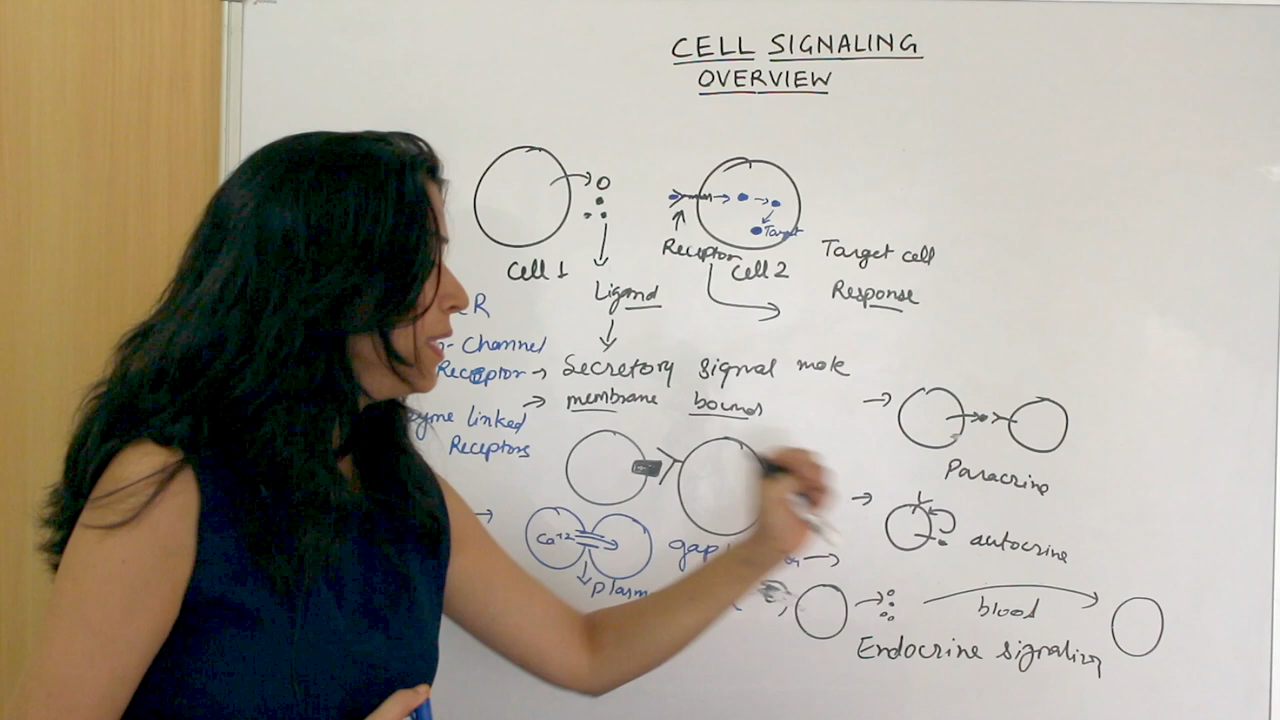 CELL SIGNALING
OVERVIEW
Cell 1
Ligand
Receptor
Target
Cell 2
Target cell
Response
Channel
Receptor → Secretory signal mole
→ membrane bound
linked
Receptors
Paracrine
autocrine
Ca+2
gap
Plasm
blood
Endocrine signaling